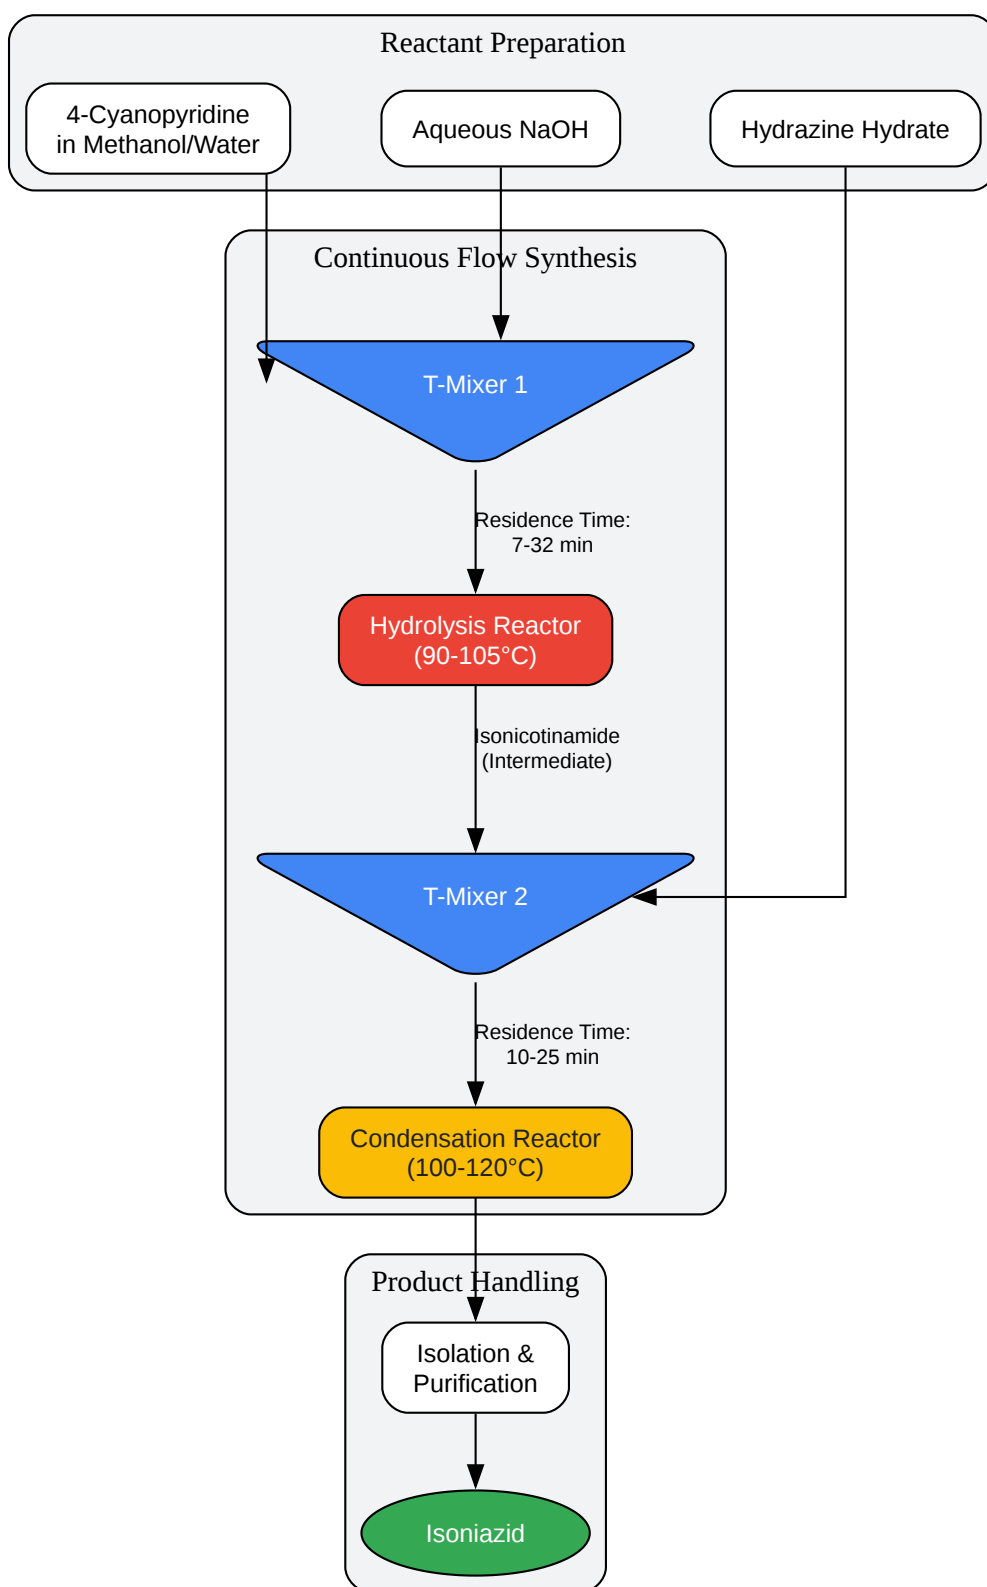 Reactant Preparation
4-Cyanopyridine
in Methanol/Water
Aqueous NaOH
Hydrazine Hydrate
Continuous Flow Synthesis
T-Mixer 1
Residence Time:
7-32 min
Hydrolysis Reactor
(90-105°C)
Isonicotinamide
(Intermediate)
T-Mixer 2
Residence Time:
10-25 min
Condensation Reactor
(100-120°C)
Product Handling
Isolation &
Purification
Isoniazid